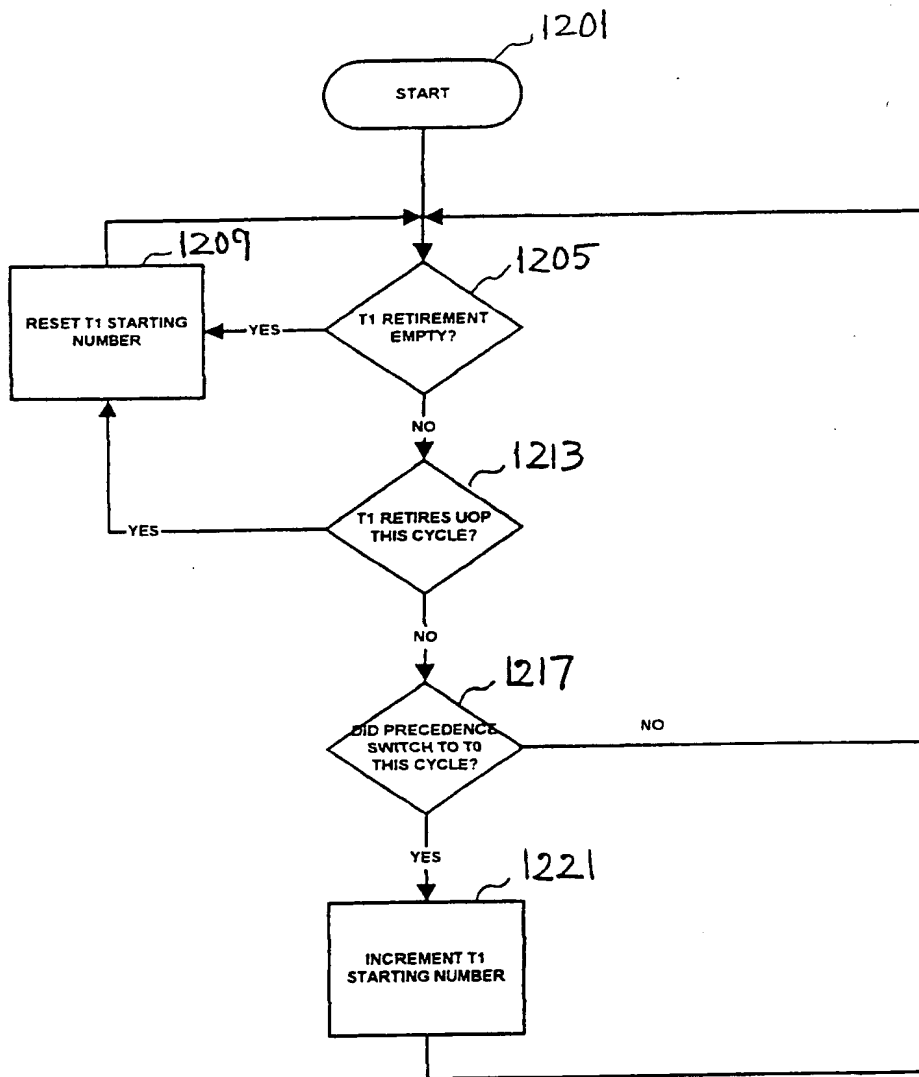 1201
START
1209
1205
RESET T1 STARTING
NUMBER
YES
T1 RETIREMENT
EMPTY?
NO
1213
T1 RETIRES UOP
THIS CYCLE?
YES
NO
1217
DID PRECEDENCE
SWITCH TO T0
THIS CYCLE?
NO
YES
1221
INCREMENT T1
STARTING NUMBER